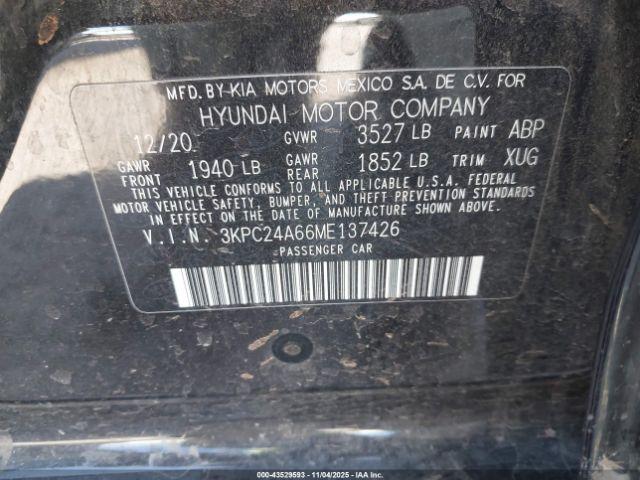 MFD. BY-KIA MOTORS MEXICO S.A. DE C.V. FOR
HYUNDAI MOTOR COMPANY
12/20 GVWR 3527 LB PAINT ABP
GAWR FRONT 1940 LB GAWR REAR 1852 LB TRIM XUG
THIS VEHICLE CONFORMS TO ALL APPLICABLE U.S.A. FEDERAL
MOTOR VEHICLE SAFETY, BUMPER, AND THEFT PREVENTION STANDARDS
IN EFFECT ON THE DATE OF MANUFACTURE SHOWN ABOVE.
V.I.N. 3KPC24A66ME137426
PASSENGER CAR
000-43529593 - 11/04/2025 - IAA Inc.